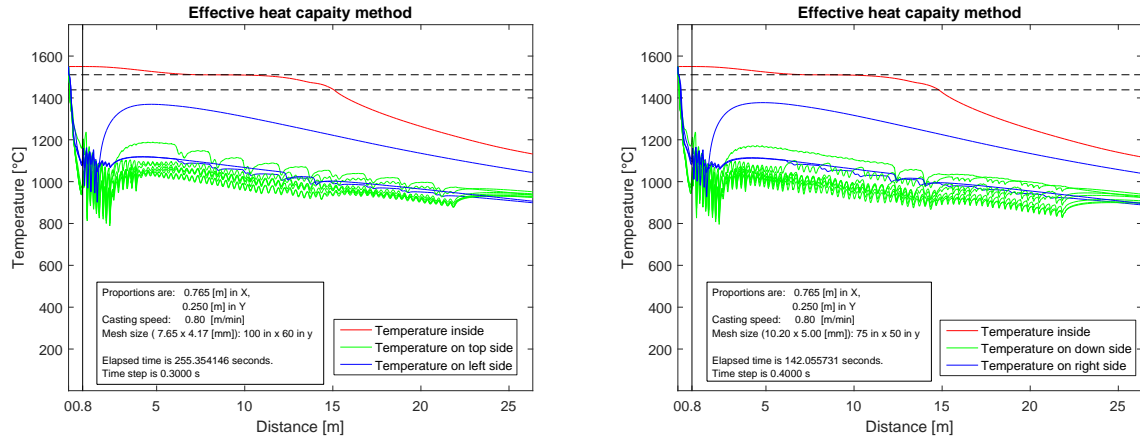 Effective heat capaity method
Temperature [°C]
1600
1400
1200
1000
800
600
400
200
Proportions are: 0.765 [m] in X,
0.250 [m] in Y
Casting speed: 0.80 [m/min]
Mesh size ( 7.65 x 4.17 [mm]): 100 in x 60 in y
Elapsed time is 255.354146 seconds.
Time step is 0.3000 s
Temperature inside
Temperature on top side
Temperature on left side
00.8 5 10 15 20 25
Distance [m]
Effective heat capaity method
Temperature [°C]
1600
1400
1200
1000
800
600
400
200
Proportions are: 0.765 [m] in X,
0.250 [m] in Y
Casting speed: 0.80 [m/min]
Mesh size (10.20 x 5.00 [mm]): 75 in x 50 in y
Elapsed time is 142.055731 seconds.
Time step is 0.4000 s
Temperature inside
Temperature on down side
Temperature on right side
00.8 5 10 15 20 25
Distance [m]